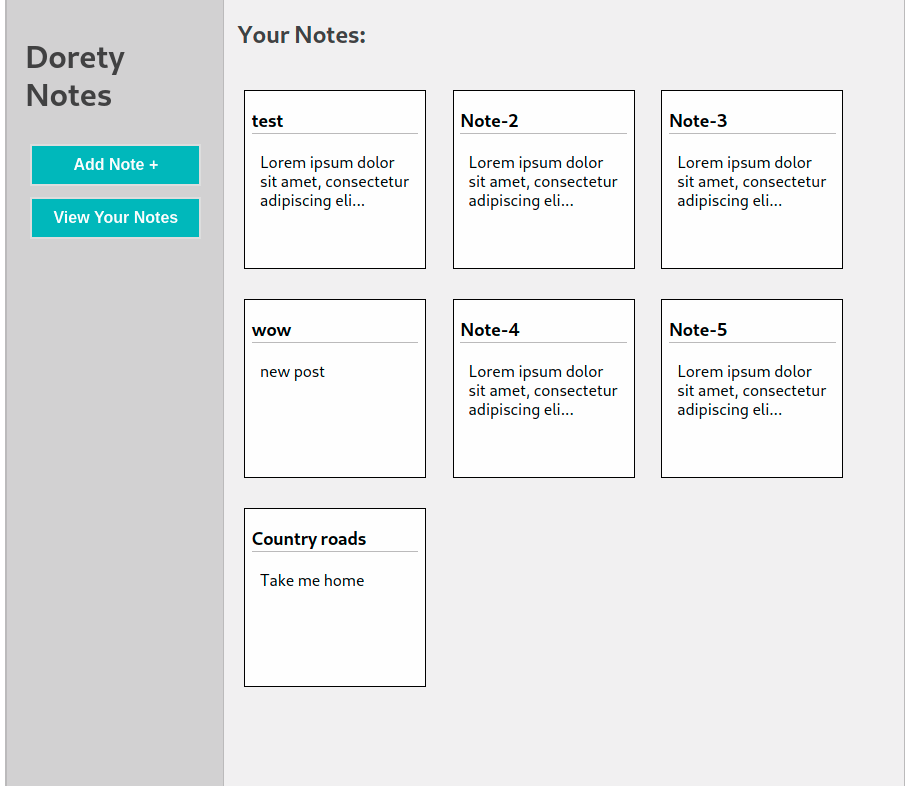 Dorety
Notes
Add Note +
View Your Notes
Your Notes:
test
Lorem ipsum dolor
sit amet, consectetur
adipiscing eli...
Note-2
Lorem ipsum dolor
sit amet, consectetur
adipiscing eli...
Note-3
Lorem ipsum dolor
sit amet, consectetur
adipiscing eli...
wow
new post
Note-4
Lorem ipsum dolor
sit amet, consectetur
adipiscing eli...
Note-5
Lorem ipsum dolor
sit amet, consectetur
adipiscing eli...
Country roads
Take me home